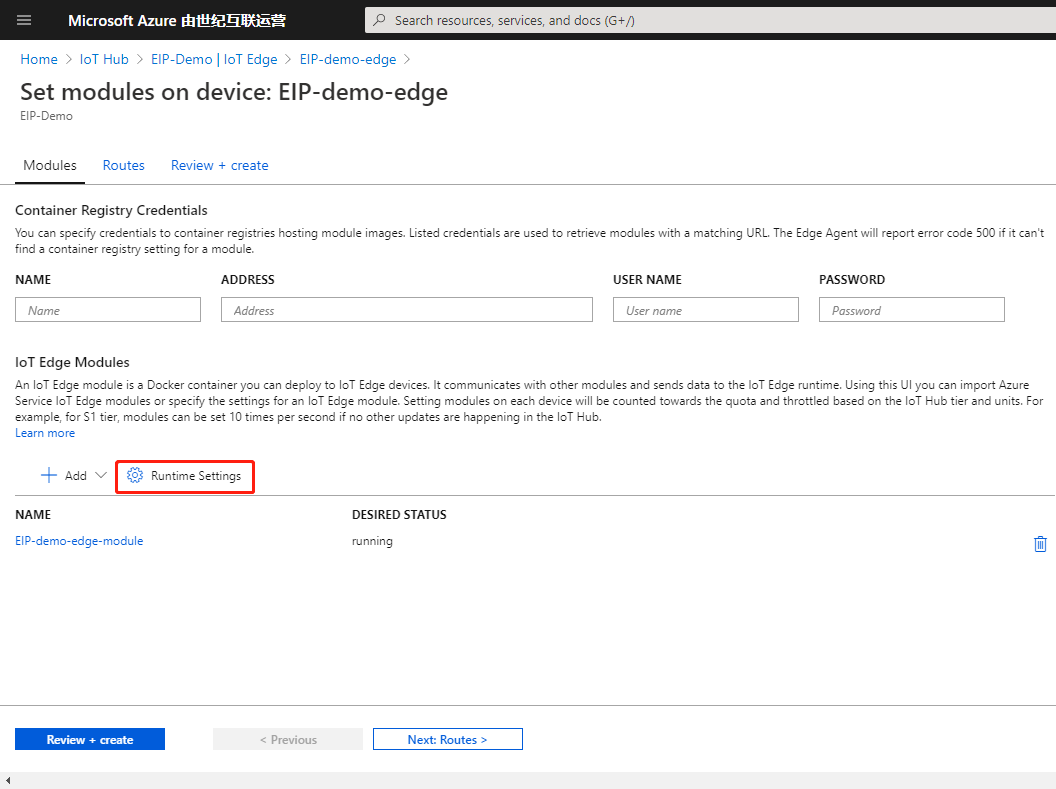 Microsoft Azure 由世纪互联运营
Search resources, services, and docs (G+/)
Home > IoT Hub > EIP-Demo | IoT Edge > EIP-demo-edge >
Set modules on device: EIP-demo-edge
EIP-Demo
Modules Routes Review + create
Container Registry Credentials
You can specify credentials to container registries hosting module images. Listed credentials are used to retrieve modules with a matching URL. The Edge Agent will report error code 500 if it can't
find a container registry setting for a module.
NAME ADDRESS USER NAME PASSWORD
Name Address User name Password
IoT Edge Modules
An IoT Edge module is a Docker container you can deploy to IoT Edge devices. It communicates with other modules and sends data to the IoT Edge runtime. Using this UI you can import Azure
Service IoT Edge modules or specify the settings for an IoT Edge module. Setting modules on each device will be counted towards the quota and throttled based on the IoT Hub tier and units. For
example, for S1 tier, modules can be set 10 times per second if no other updates are happening in the IoT Hub.
Learn more
Add Runtime Settings
NAME DESIRED STATUS
EIP-demo-edge-module running
Review + create < Previous Next: Routes >